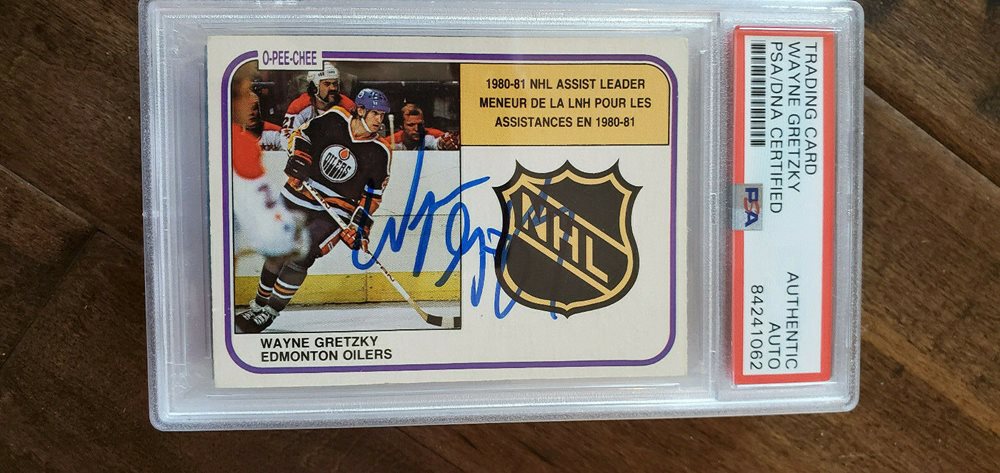 O-PEE-CHEE
1980-81 NHL ASSIST LEADER
MENEUR DE LA LNH POUR LES
ASSISTANCES EN 1980-81
OILERS
NHL
WAYNE GRETZKY
EDMONTON OILERS
TRADING CARD
WAYNE GRETZKY
PSA/DNA CERTIFIED
PSA
AUTHENTIC
AUTO
84241062